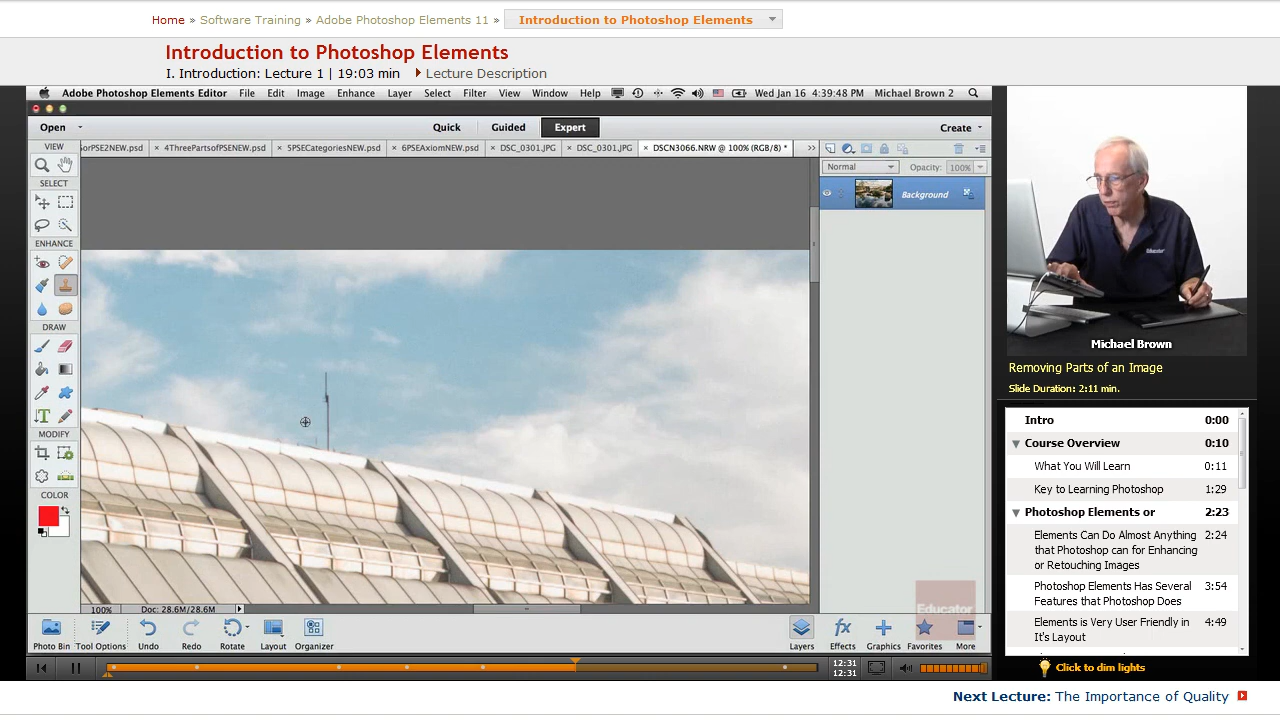 Home » Software Training » Adobe Photoshop Elements 11 » Introduction to Photoshop Elements
Introduction to Photoshop Elements
I. Introduction: Lecture 1 | 19:03 min Lecture Description
Adobe Photoshop Elements Editor File Edit Image Enhance Layer Select Filter View Window Help Wed Jan 16 4:39:48 PM Michael Brown 2
Open Quick Guided Expert Create
VIEW
sorPSE2NEW.psd × 4ThreePartsofPSENEW.psd × 5PSECategoriesNEW.psd × 6PSEAxiomNEW.psd × DSC_0301.JPG × DSC_0301.JPG × DSCN3066.NRW @ 100% (RGB/8) * »
Normal Opacity: 100%
SELECT
Background
ENHANCE
DRAW
MODIFY
COLOR
100% Doc: 28.6M/28.6M
Educator
Photo Bin Tool Options Undo Redo Rotate Layout Organizer Layers Effects Graphics Favorites More
12:31
12:31
Educator
Michael Brown
Removing Parts of an Image
Slide Duration: 2:11 min.
Intro 0:00
Course Overview 0:10
What You Will Learn 0:11
Key to Learning Photoshop 1:29
Photoshop Elements or 2:23
Elements Can Do Almost Anything 2:24
that Photoshop can for Enhancing
or Retouching Images
Photoshop Elements Has Several 3:54
Features that Photoshop Does
Elements is Very User Friendly in 4:49
It's Layout
Click to dim lights
Next Lecture: The Importance of Quality